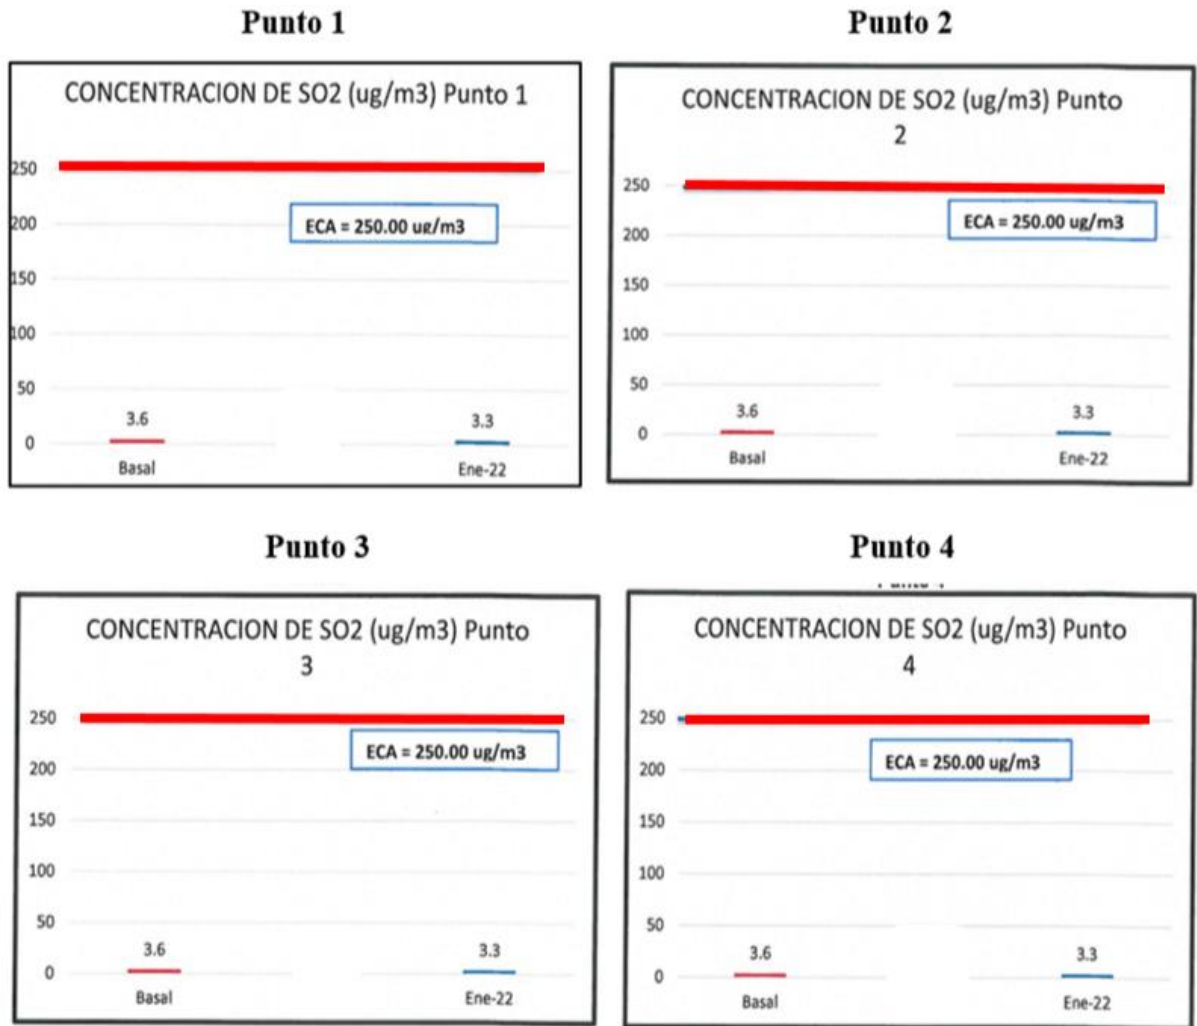 Punto 1
CONCENTRACION DE SO2 (ug/m3) Punto 1
250
ECA = 250.00 ug/m3
200
150
100
50
3.6
3.3
0
Basal
Ene-22
Punto 2
CONCENTRACION DE SO2 (ug/m3) Punto
2
250
ECA = 250.00 ug/m3
200
150
100
50
3.6
3.3
0
Basal
Ene-22
Punto 3
CONCENTRACION DE SO2 (ug/m3) Punto
3
250
ECA = 250.00 ug/m3
200
150
100
50
3.6
3.3
0
Basal
Ene-22
Punto 4
CONCENTRACION DE SO2 (ug/m3) Punto
4
250
ECA = 250.00 ug/m3
200
150
100
50
3.6
3.3
0
Basal
Ene-22